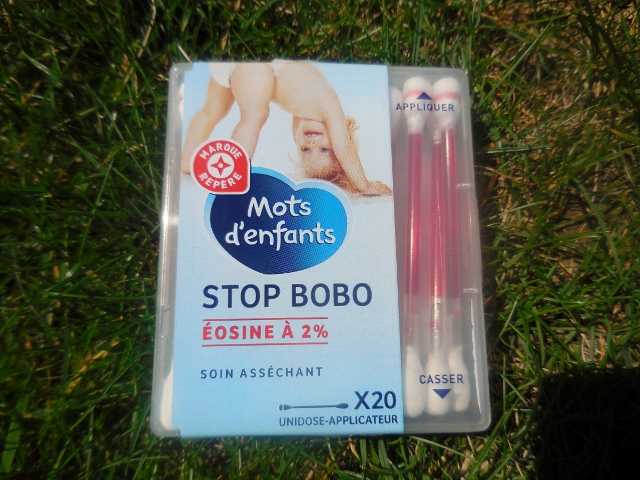 APPLIQUER
MARQUE
REPÈRE
Mots
d'enfants
STOP BOBO
ÉOSINE À 2%
SOIN ASSÉCHANT
CASSER
X20
UNIDOSE-APPLICATEUR